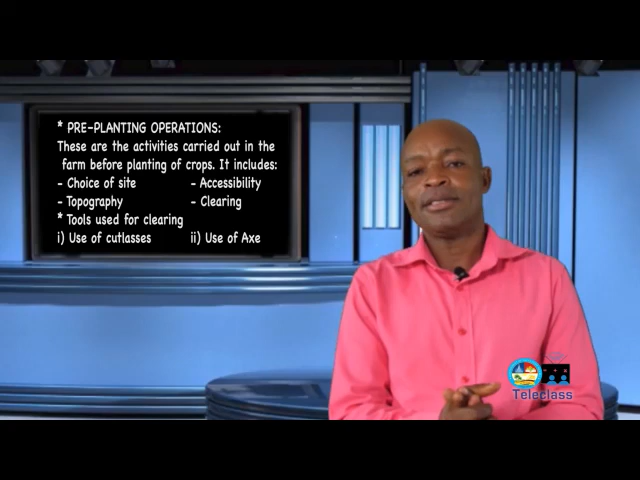 * PRE-PLANTING OPERATIONS:
These are the activities carried out in the
farm before planting of crops. It includes:
- Choice of site - Accessibility
- Topography - Clearing
* Tools used for clearing
i) Use of cutlasses ii) Use of Axe
Teleclass